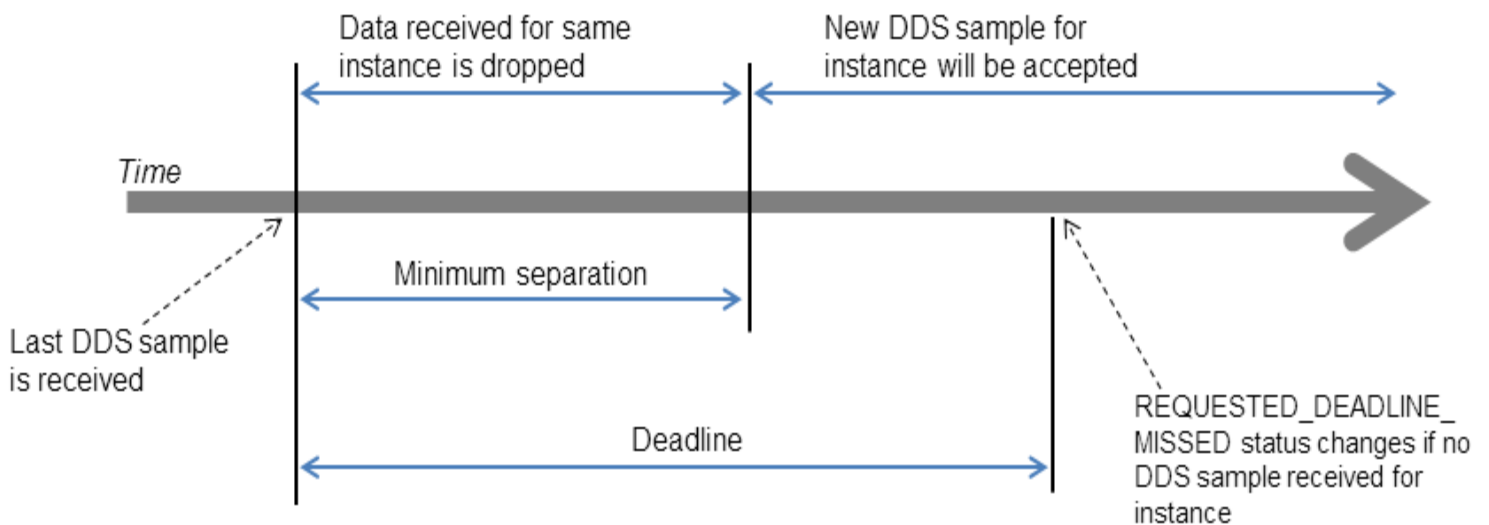 Data received for same
instance is dropped
New DDS sample for
instance will be accepted
Time
Minimum separation
Last DDS sample
is received
Deadline
REQUESTED_DEADLINE_
MISSED status changes if no
DDS sample received for
instance